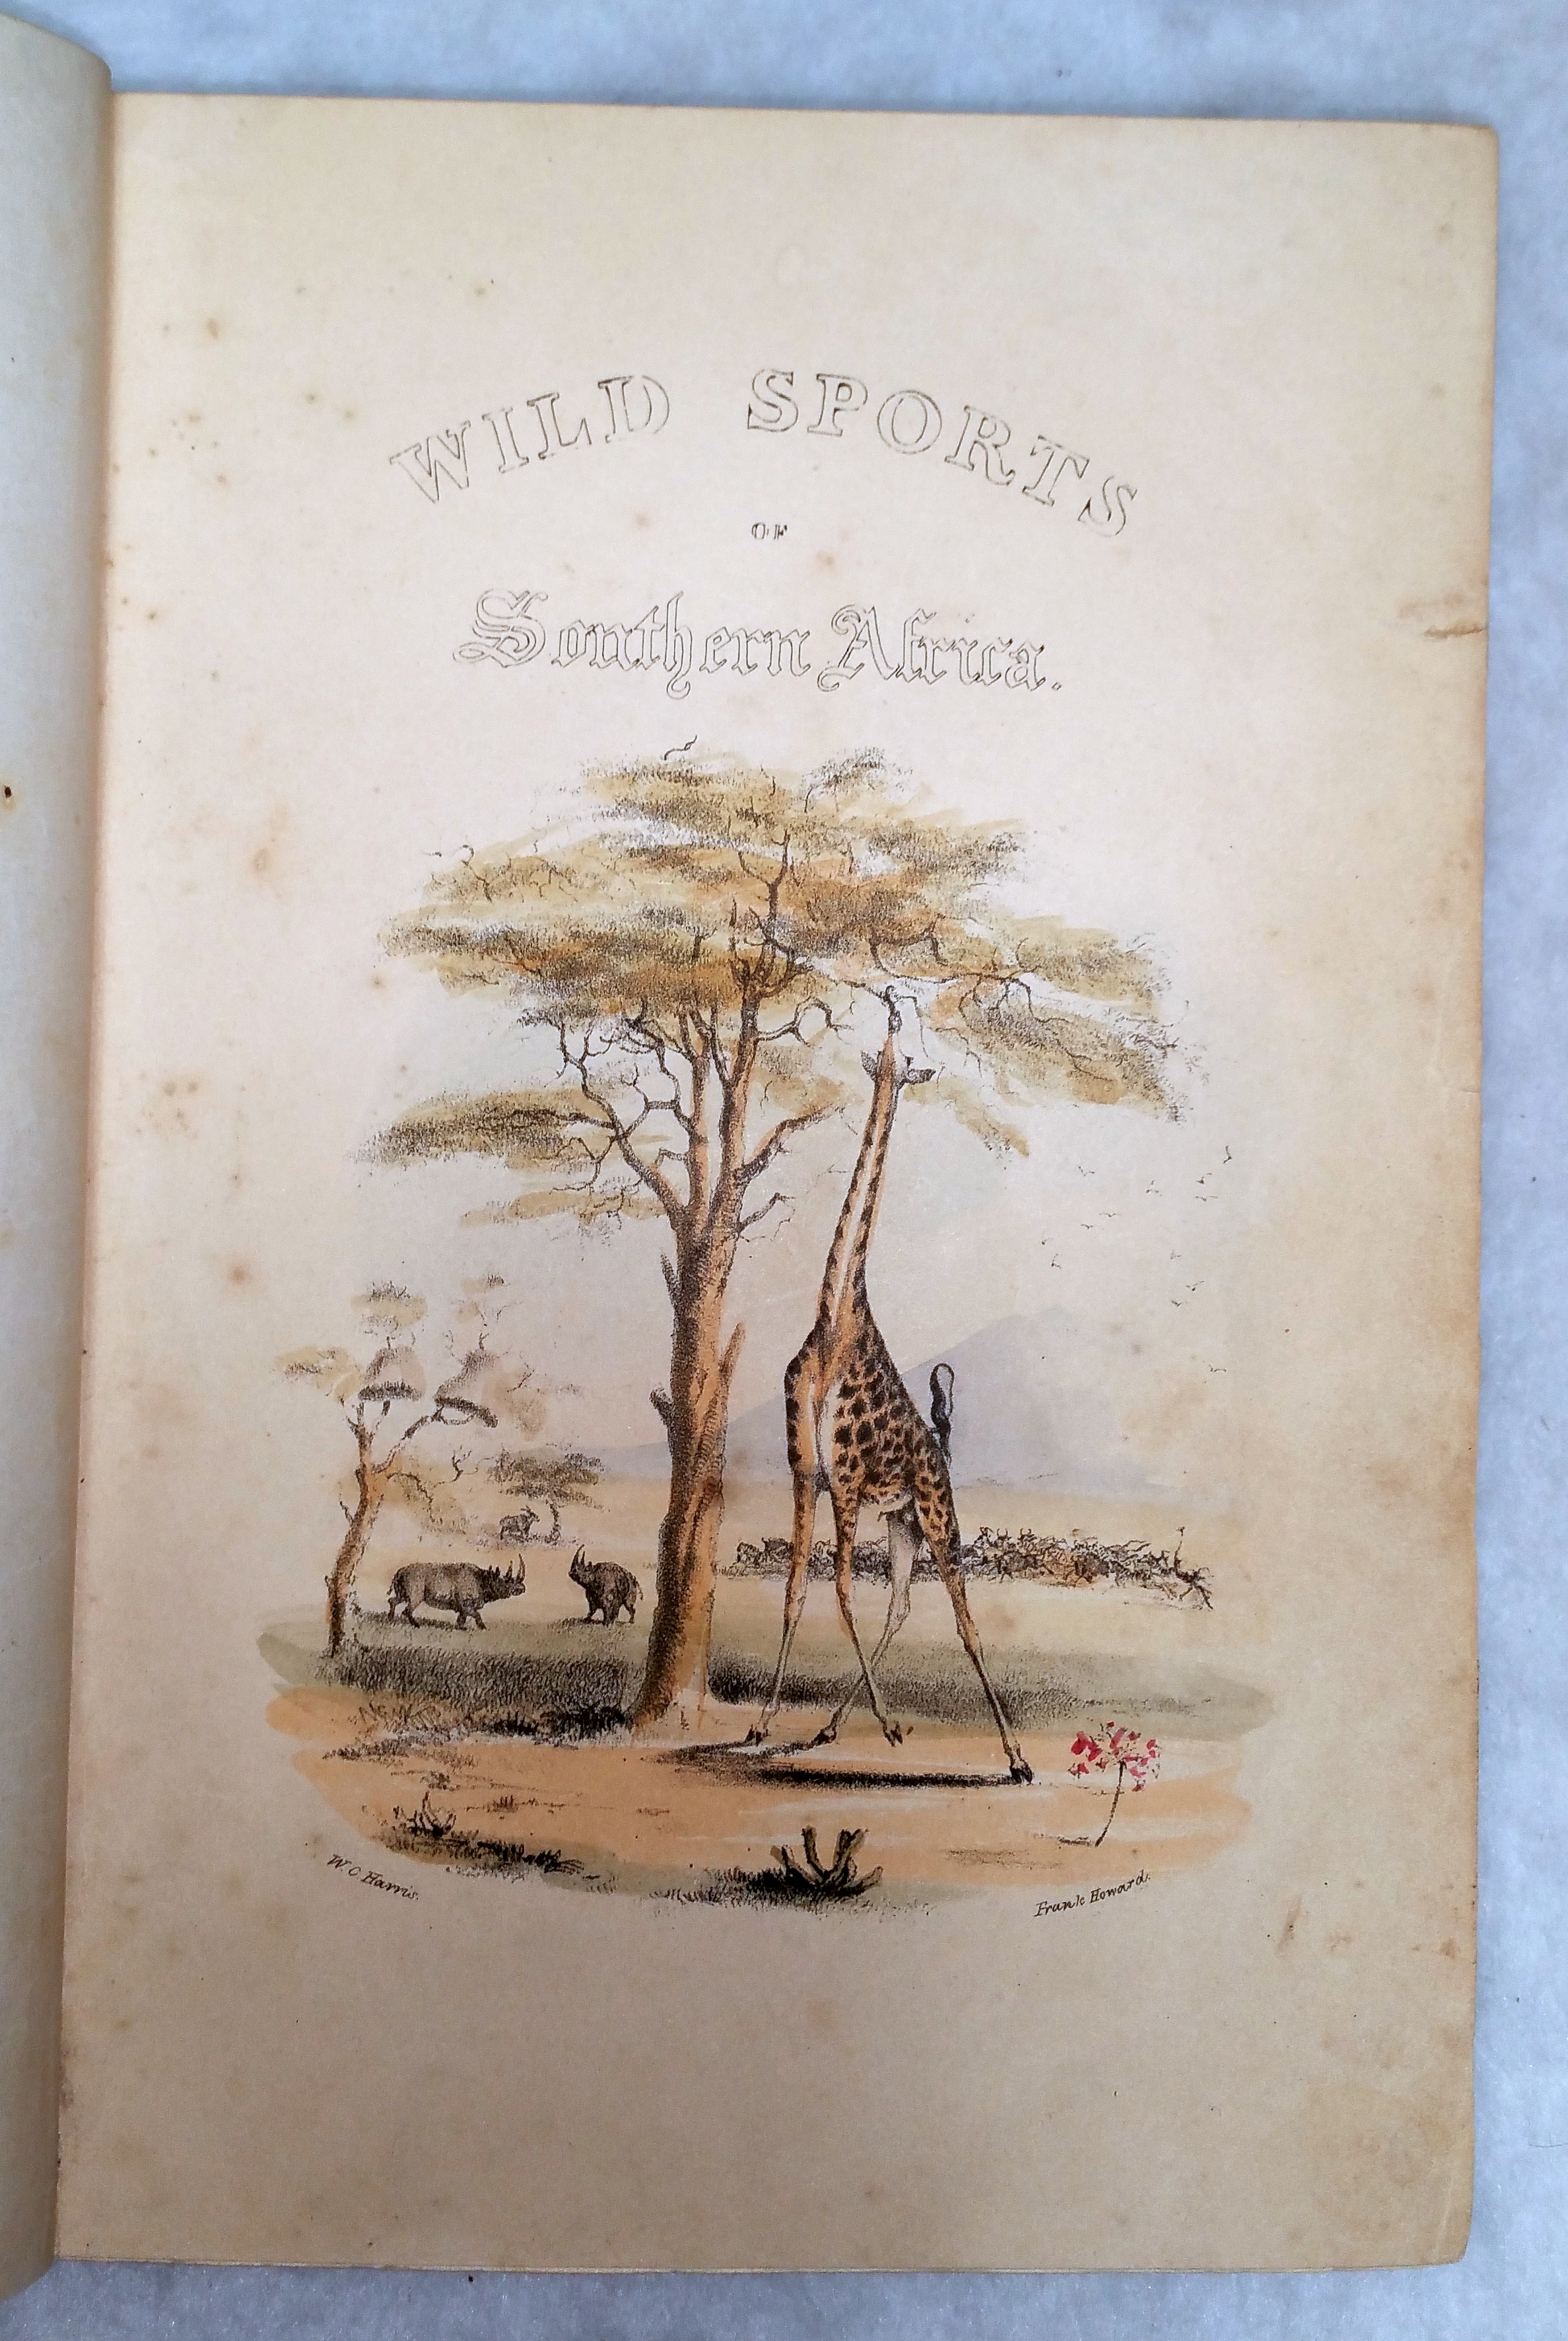 WILD SPORTS
OF
Southern Africa.
W C Harris.
Frank Howard.